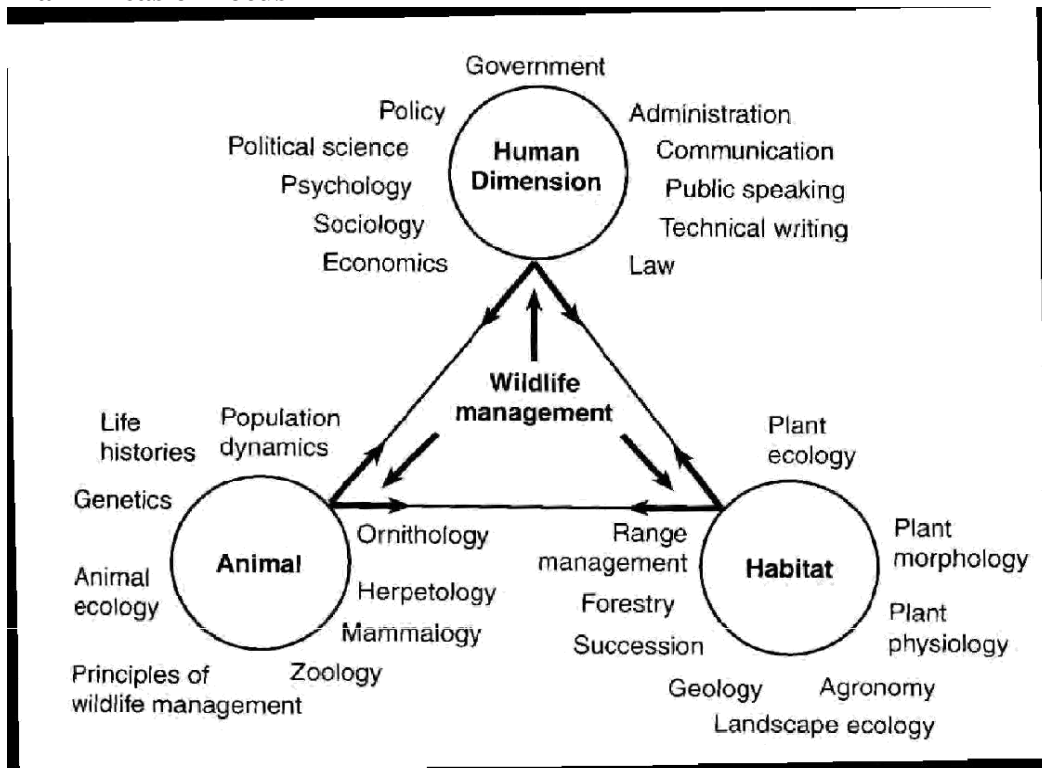 Government
Policy
Administration
Human
Dimension
Political science
Communication
Psychology
Public speaking
Sociology
Technical writing
Economics
Law
Wildlife
management
Life
histories
Population
dynamics
Plant
ecology
Genetics
Ornithology
Range
management
Plant
morphology
Animal
Habitat
Animal
ecology
Herpetology
Forestry
Mammalogy
Succession
Plant
physiology
Principles of
wildlife management
Zoology
Geology
Agronomy
Landscape ecology